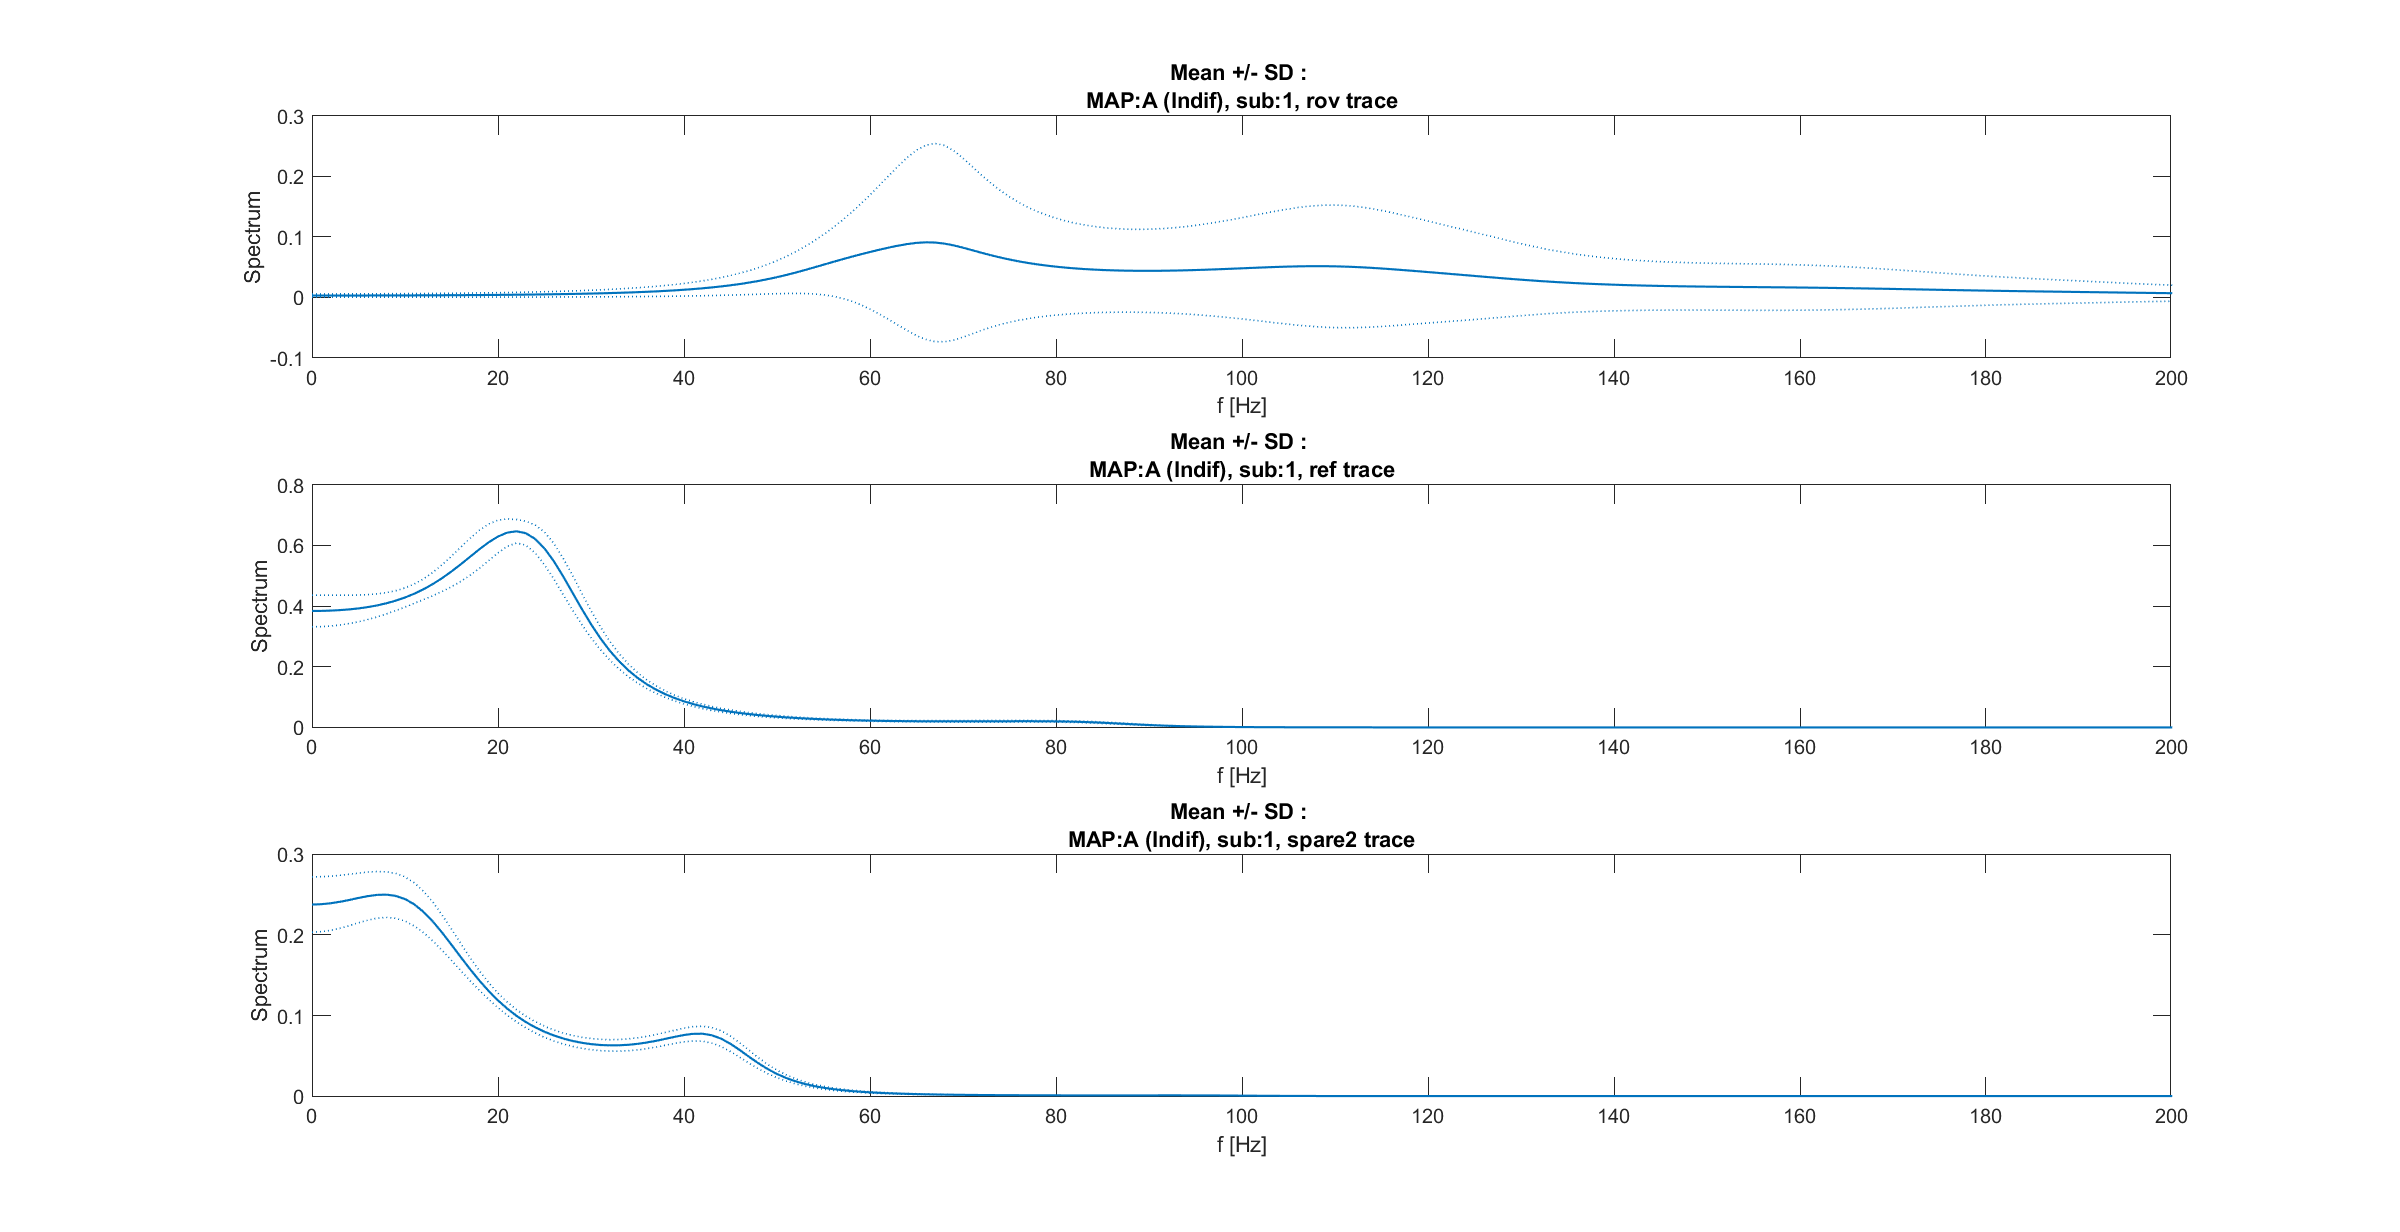 Mean +/- SD :
MAP:A (Indif), sub:1, rov trace
0.3
0.2
0.1
0
-0.1
Spectrum
0 20 40 60 80 100 120 140 160 180 200
f [Hz]
Mean +/- SD :
MAP:A (Indif), sub:1, ref trace
0.8
0.6
0.4
0.2
0
Spectrum
0 20 40 60 80 100 120 140 160 180 200
f [Hz]
Mean +/- SD :
MAP:A (Indif), sub:1, spare2 trace
0.3
0.2
0.1
0
Spectrum
0 20 40 60 80 100 120 140 160 180 200
f [Hz]